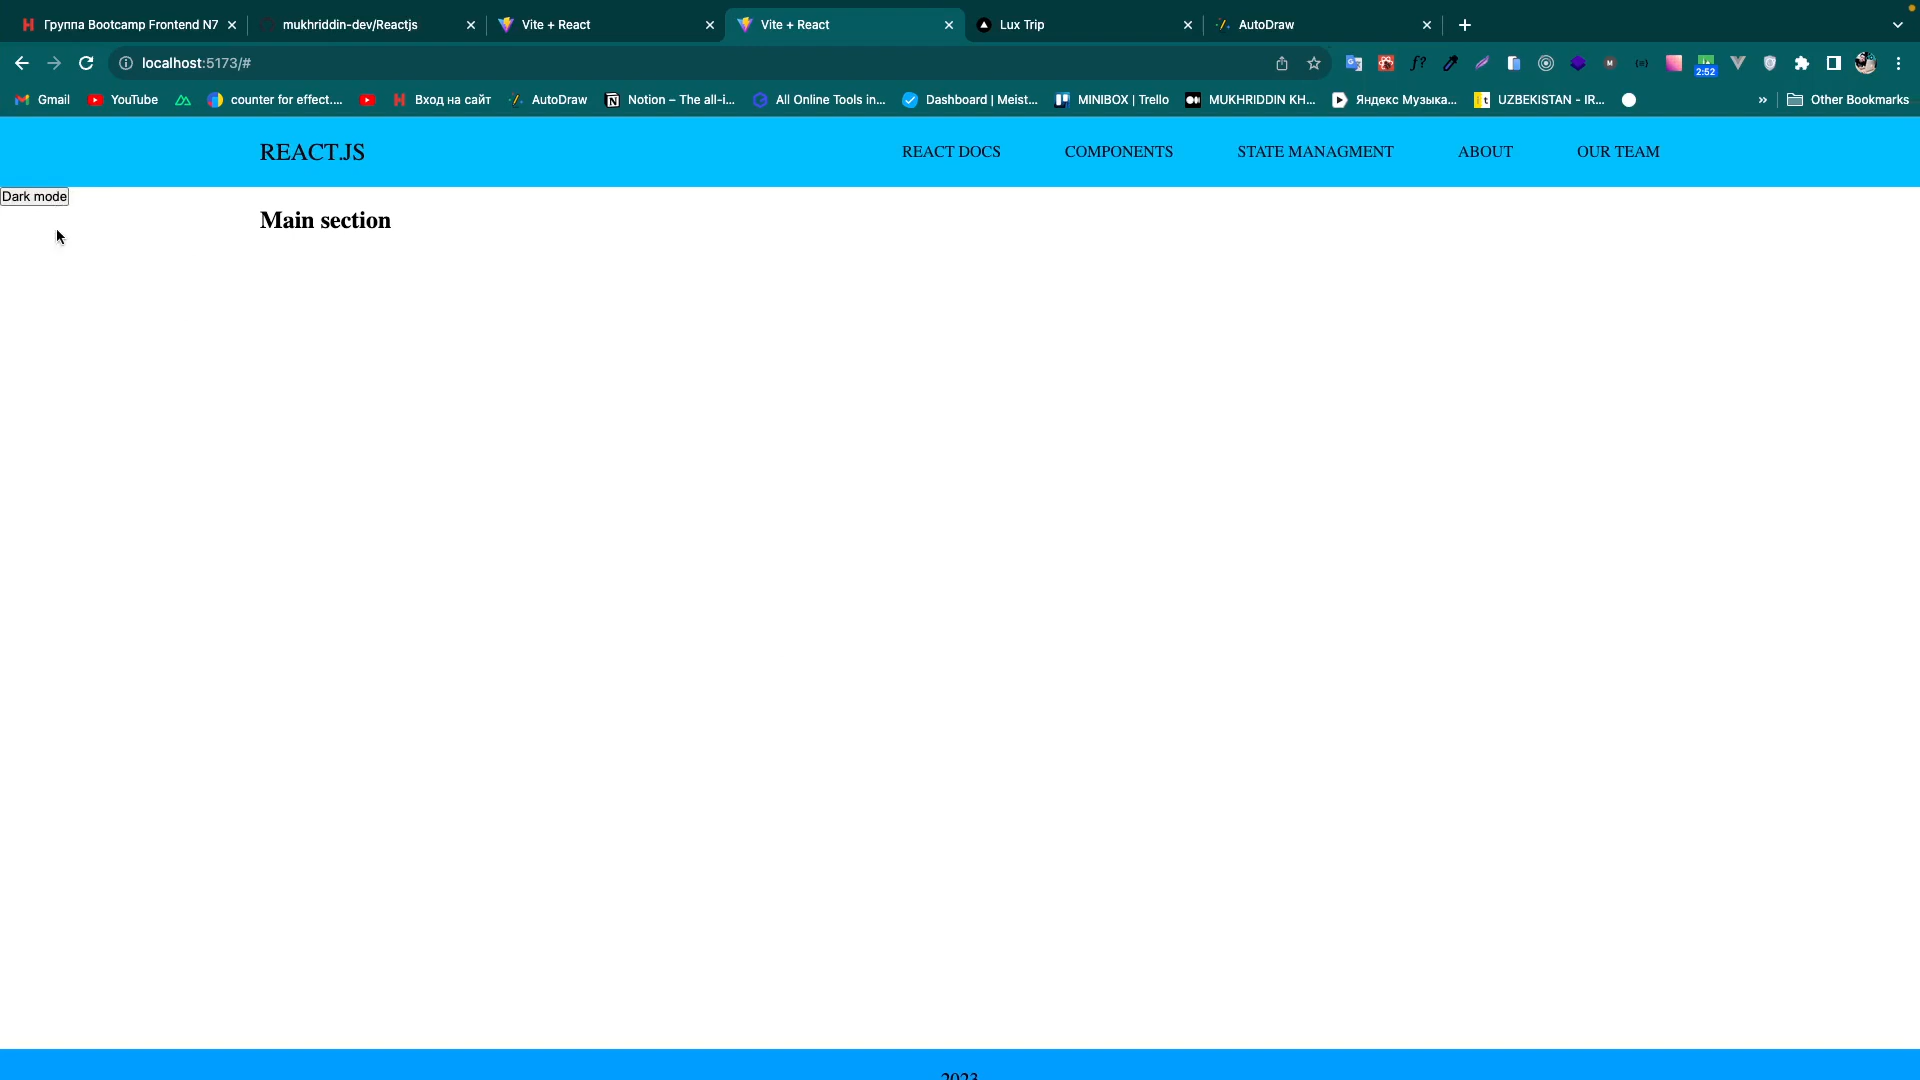 Группа Bootcamp Frontend N7
mukhriddin-dev/Reactjs
Vite + React
Vite + React
Lux Trip
AutoDraw
localhost:5173/#
2:52
Gmail
YouTube
counter for effect....
Вход на сайт
AutoDraw
Notion – The all-i...
All Online Tools in...
Dashboard | Meist...
MINIBOX | Trello
MUKHRIDDIN KH...
Яндекс Музыка...
UZBEKISTAN - IR...
»
Other Bookmarks
REACT.JS
REACT DOCS
COMPONENTS
STATE MANAGMENT
ABOUT
OUR TEAM
Dark mode
Main section
2023